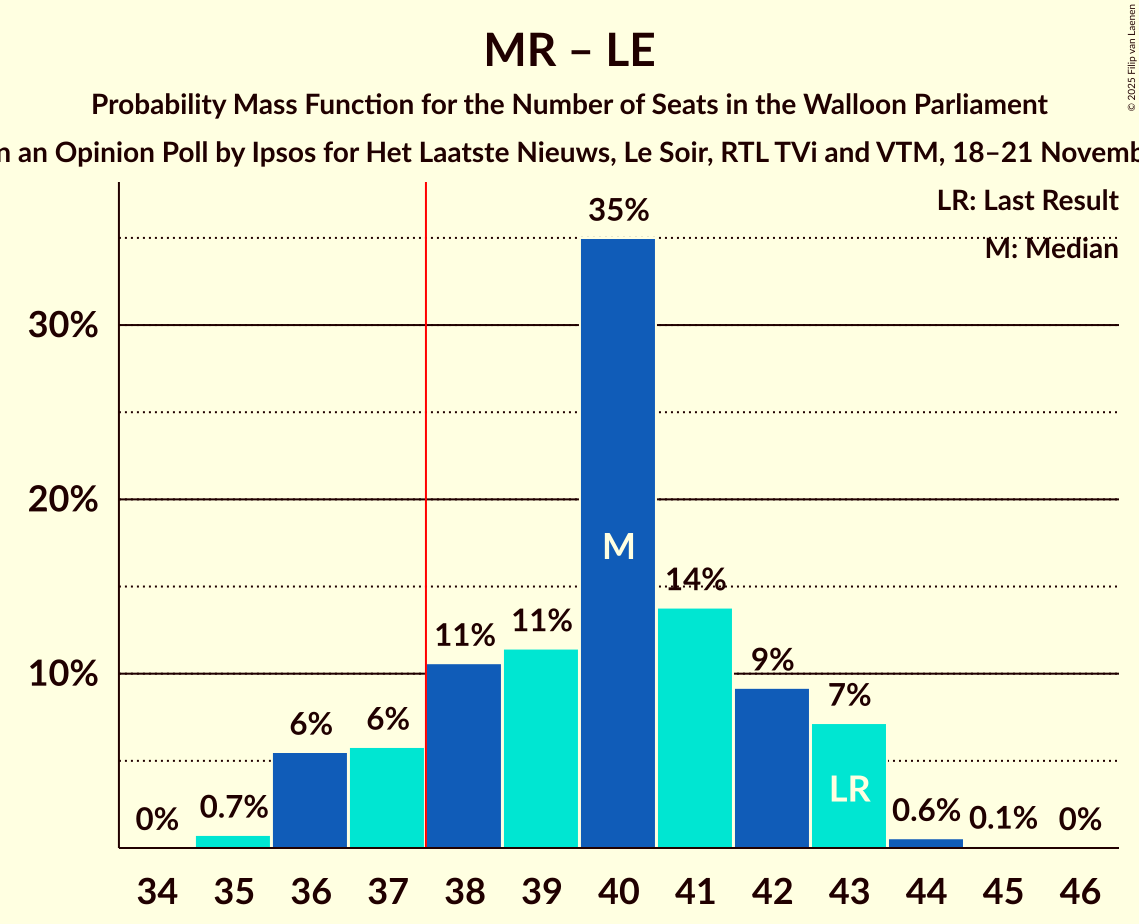 MR – LE
Probability Mass Function for the Number of Seats in the Walloon Parliament
an Opinion Poll by Ipsos for Het Laatste Nieuws, Le Soir, RTL TVi and VTM, 18–21
© 2025 Filip van Laenen
LR: Last Result
M: Median
35%
30%
20%
M
14%
11%
11%
10%
9%
7%
6%
6%
LR
0%
0.7%
0.6%
0.1%
0%
34 35 36 37 38 39 40 41 42 43 44 45 46